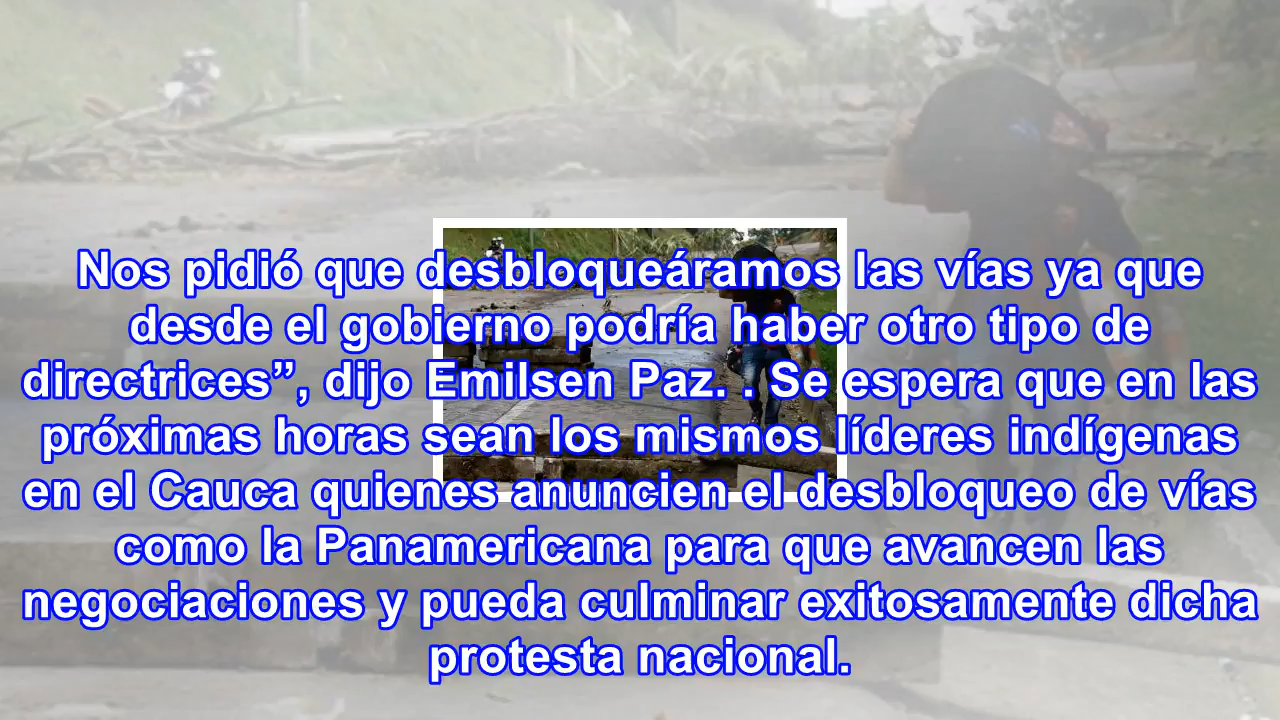 Nos pidió que desbloqueáramos las vías ya que
desde el gobierno podría haber otro tipo de
directrices”, dijo Emilsen Paz. . Se espera que en las
próximas horas sean los mismos líderes indígenas
en el Cauca quienes anuncien el desbloqueo de vías
como la Panamericana para que avancen las
negociaciones y pueda culminar exitosamente dicha
protesta nacional.